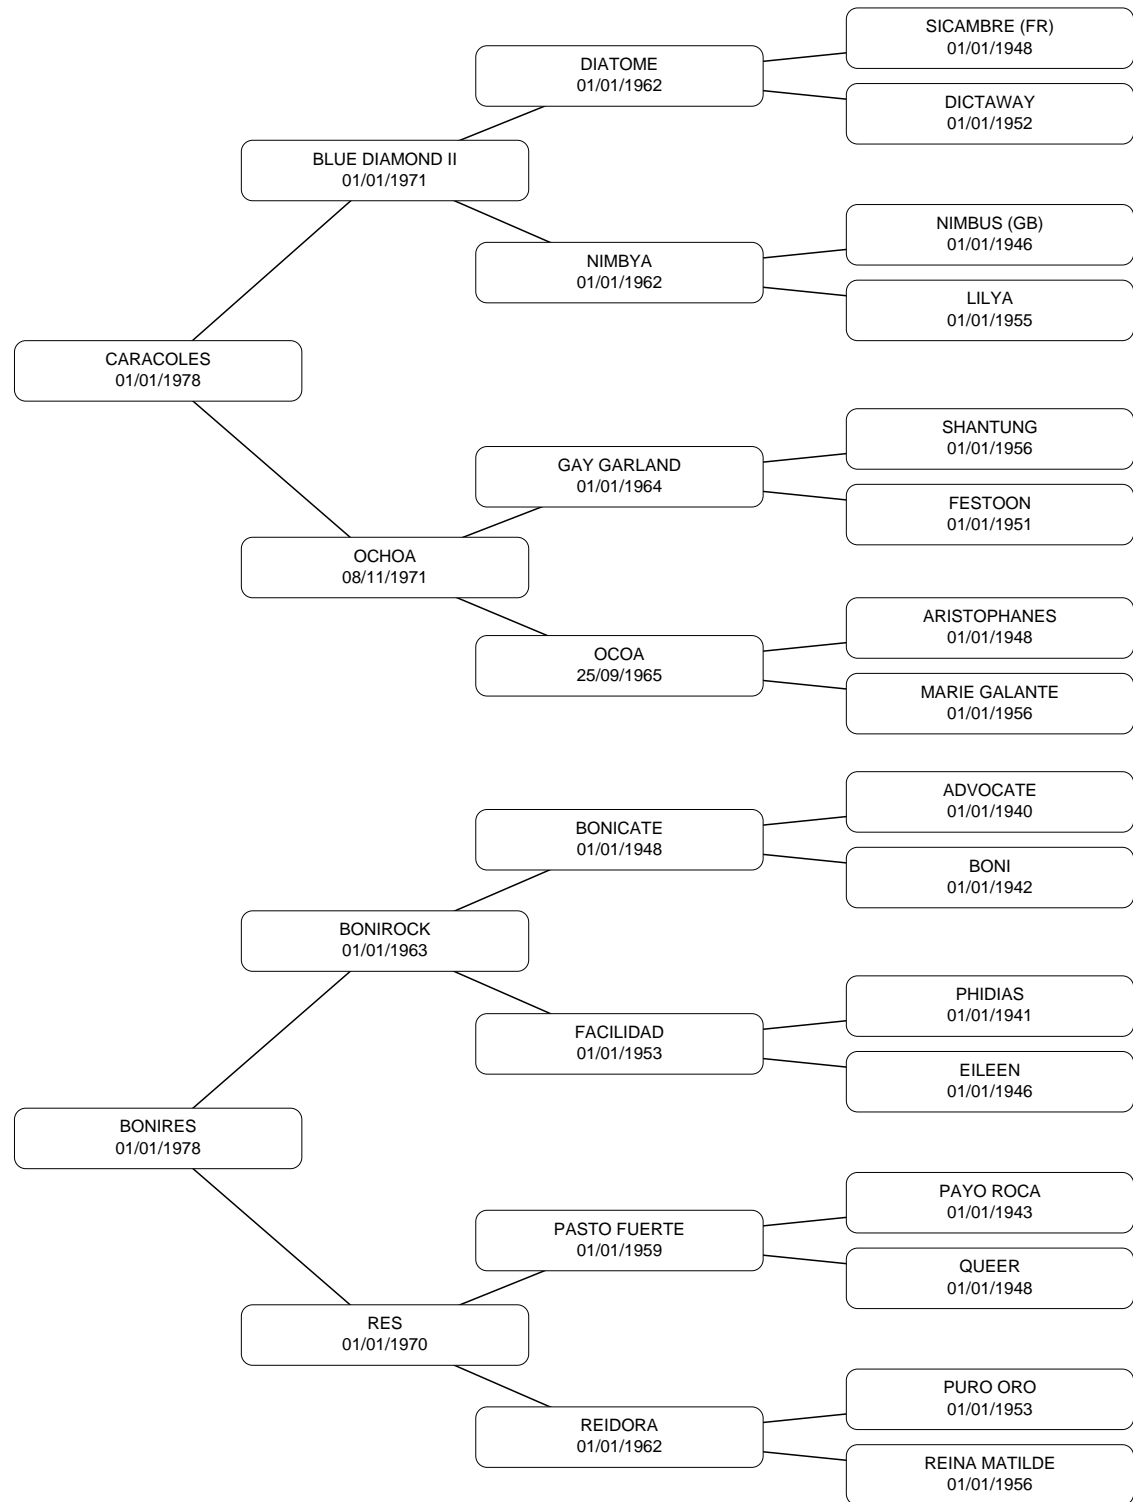 SICAMBRE (FR)
01/01/1948
DIATOME
01/01/1962
DICTAWAY
01/01/1952
BLUE DIAMOND II
01/01/1971
NIMBUS (GB)
01/01/1946
NIMBYA
01/01/1962
LILYA
01/01/1955
CARACOLES
01/01/1978
SHANTUNG
01/01/1956
GAY GARLAND
01/01/1964
FESTOON
01/01/1951
OCHOA
08/11/1971
ARISTOPHANES
01/01/1948
OCOA
25/09/1965
MARIE GALANTE
01/01/1956
ADVOCATE
01/01/1940
BONICATE
01/01/1948
BONI
01/01/1942
BONIROCK
01/01/1963
PHIDIAS
01/01/1941
FACILIDAD
01/01/1953
EILEEN
01/01/1946
BONIRES
01/01/1978
PAYO ROCA
01/01/1943
PASTO FUERTE
01/01/1959
QUEER
01/01/1948
RES
01/01/1970
PURO ORO
01/01/1953
REIDORA
01/01/1962
REINA MATILDE
01/01/1956